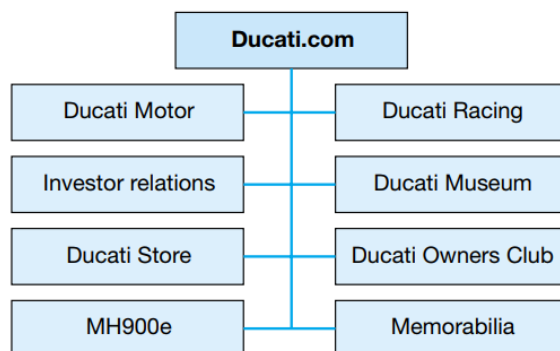 Ducati.com
Ducati Motor
Ducati Racing
Investor relations
Ducati Museum
Ducati Store
Ducati Owners Club
MH900e
Memorabilia